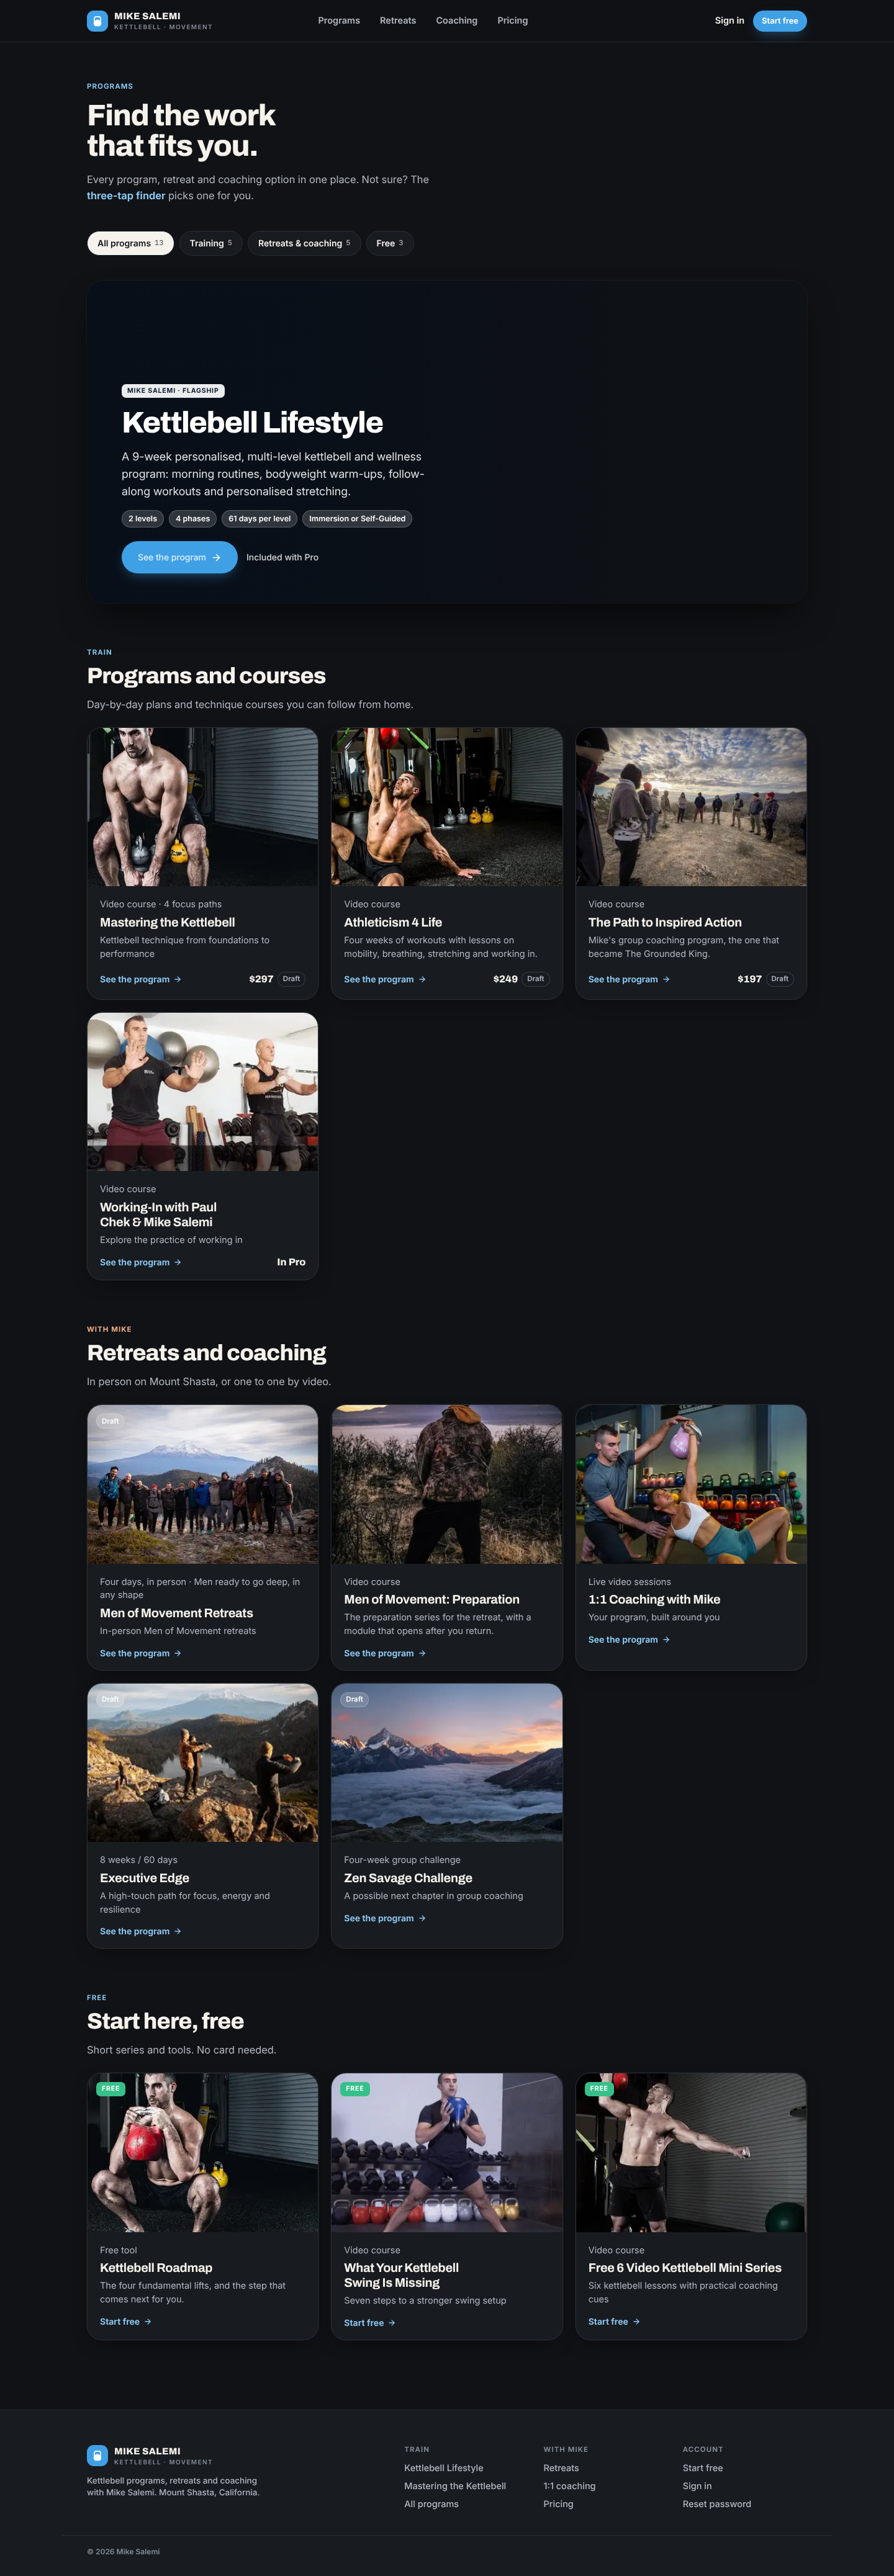 MIKE SALEMI
KETTLEBELL · MOVEMENT
Programs
Retreats
Coaching
Pricing
Sign in
Start free
PROGRAMS
Find the work
that fits you.
Every program, retreat and coaching option in one place. Not sure? The
three-tap finder picks one for you.
All programs 13
Training 5
Retreats & coaching 5
Free 3
MIKE SALEMI · FLAGSHIP
Kettlebell Lifestyle
A 9-week personalised, multi-level kettlebell and wellness
program: morning routines, bodyweight warm-ups, follow-
along workouts and personalised stretching.
2 levels
4 phases
61 days per level
Immersion or Self-Guided
See the program →
Included with Pro
TRAIN
Programs and courses
Day-by-day plans and technique courses you can follow from home.
Video course · 4 focus paths
Mastering the Kettlebell
Kettlebell technique from foundations to
performance
See the program →
$297
Draft
Video course
Athleticism 4 Life
Four weeks of workouts with lessons on
mobility, breathing, stretching and working in.
See the program →
$249
Draft
Video course
The Path to Inspired Action
Mike's group coaching program, the one that
became The Grounded King.
See the program →
$197
Draft
Video course
Working-In with Paul
Chek & Mike Salemi
Explore the practice of working in
See the program →
In Pro
WITH MIKE
Retreats and coaching
In person on Mount Shasta, or one to one by video.
Draft
Four days, in person · Men ready to go deep, in
any shape
Men of Movement Retreats
In-person Men of Movement retreats
See the program →
Video course
Men of Movement: Preparation
The preparation series for the retreat, with a
module that opens after you return.
See the program →
Live video sessions
1:1 Coaching with Mike
Your program, built around you
See the program →
Draft
8 weeks / 60 days
Executive Edge
A high-touch path for focus, energy and
resilience
See the program →
Draft
Four-week group challenge
Zen Savage Challenge
A possible next chapter in group coaching
See the program →
FREE
Start here, free
Short series and tools. No card needed.
FREE
Free tool
Kettlebell Roadmap
The four fundamental lifts, and the step that
comes next for you.
Start free →
FREE
Video course
What Your Kettlebell
Swing Is Missing
Seven steps to a stronger swing setup
Start free →
FREE
Video course
Free 6 Video Kettlebell Mini Series
Six kettlebell lessons with practical coaching
cues
Start free →
MIKE SALEMI
KETTLEBELL · MOVEMENT
Kettlebell programs, retreats and coaching
with Mike Salemi. Mount Shasta, California.
TRAIN
Kettlebell Lifestyle
Mastering the Kettlebell
All programs
WITH MIKE
Retreats
1:1 coaching
Pricing
ACCOUNT
Start free
Sign in
Reset password
© 2026 Mike Salemi